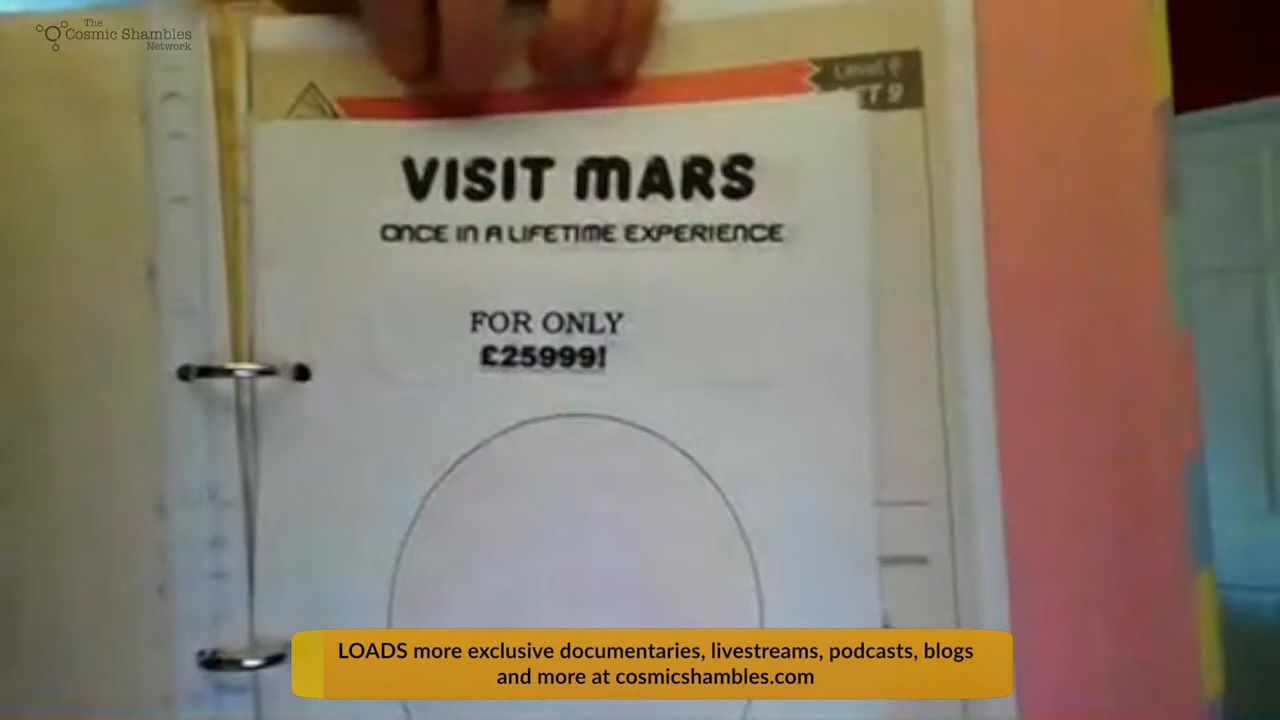 The
Cosmic Shambles
Network
Level 6
VISIT MARS
ONCE IN A LIFETIME EXPERIENCE
FOR ONLY
£25999!
LOADS more exclusive documentaries, livestreams, podcasts, blogs
and more at cosmicshambles.com